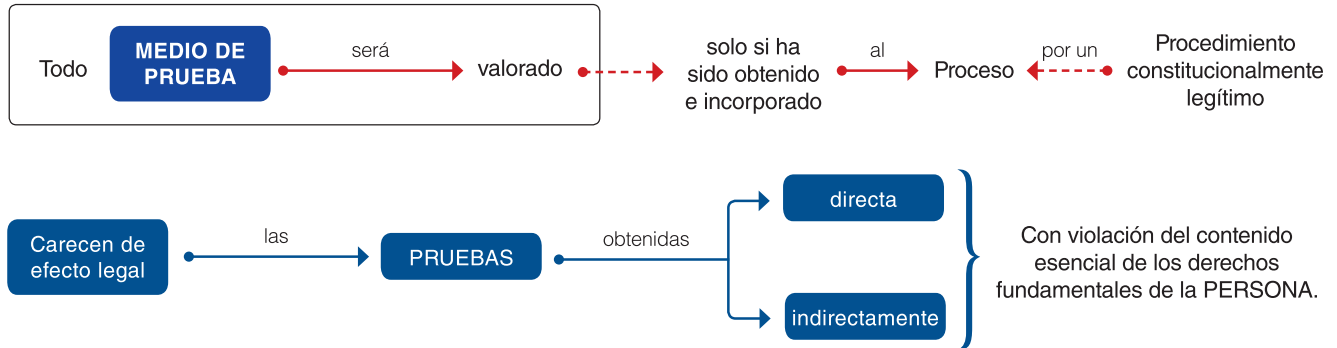 Todo
MEDIO DE
PRUEBA
será
valorado
solo si ha
sido obtenido
e incorporado
al
Proceso
por un
Procedimiento
constitucionalmente
legítimo
Carecen de
efecto legal
las
PRUEBAS
obtenidas
directa
indirectamente
Con violación del contenido
esencial de los derechos
fundamentales de la PERSONA.